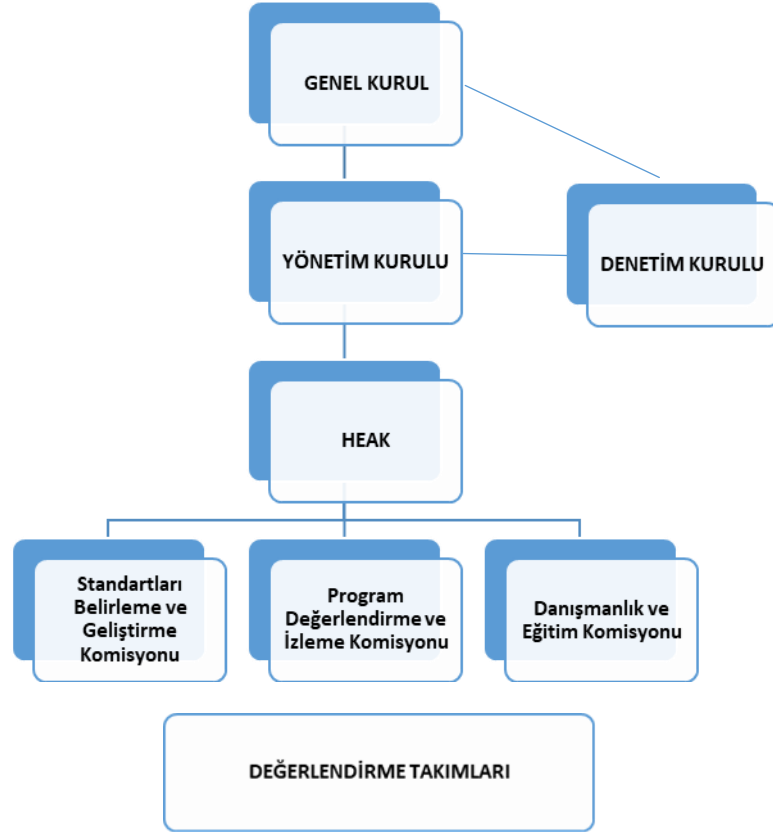 GENEL KURUL
YÖNETİM KURULU
DENETİM KURULU
HEAK
Standartları
Belirleme ve
Geliştirme
Komisyonu
Program
Değerlendirme ve
İzleme Komisyonu
Danışmanlık ve
Eğitim Komisyonu
DEĞERLENDİRME TAKIMLARI